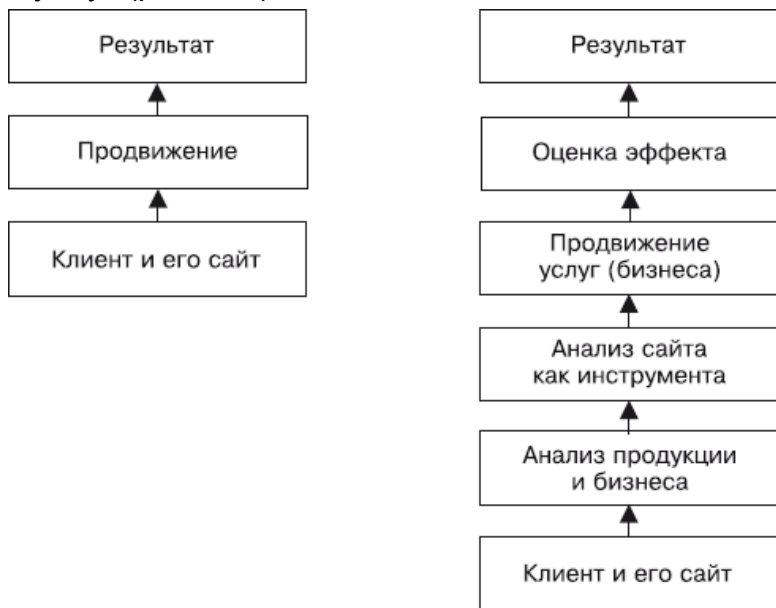 Результат
Продвижение
Клиент и его сайт
Результат
Оценка эффекта
Продвижение
услуг (бизнеса)
Анализ сайта
как инструмента
Анализ продукции
и бизнеса
Клиент и его сайт